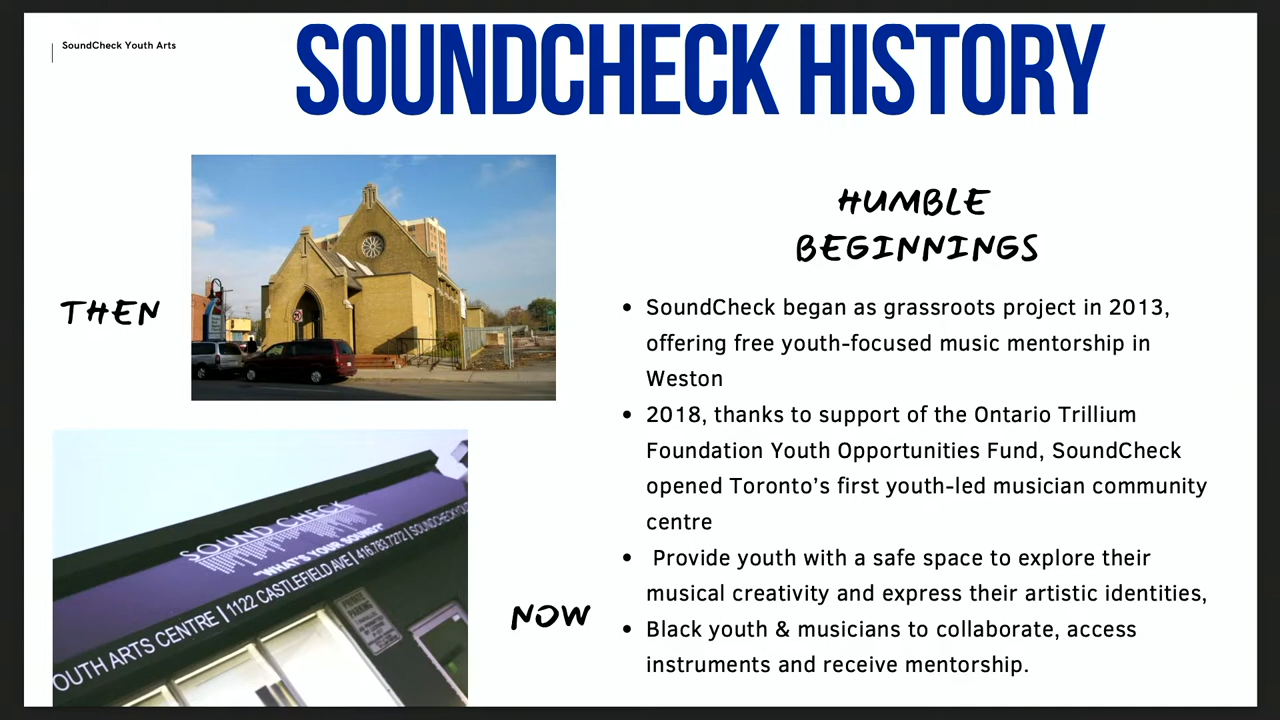 SoundCheck Youth Arts
SOUNDCHECK HISTORY
THEN
HUMBLE
BEGINNINGS
• SoundCheck began as grassroots project in 2013,
offering free youth-focused music mentorship in
Weston
• 2018, thanks to support of the Ontario Trillium
Foundation Youth Opportunities Fund, SoundCheck
opened Toronto’s first youth-led musician community
centre
• Provide youth with a safe space to explore their
musical creativity and express their artistic identities,
• Black youth & musicians to collaborate, access
instruments and receive mentorship.
SOUND CHECK
"WHAT'S YOUR SOUND?"
OUTH ARTS CENTRE | 1122 CASTLEFIELD AVE | 416.783.7272 | SOUNDCHECKYO
PRIVATE
PARKING
NOW